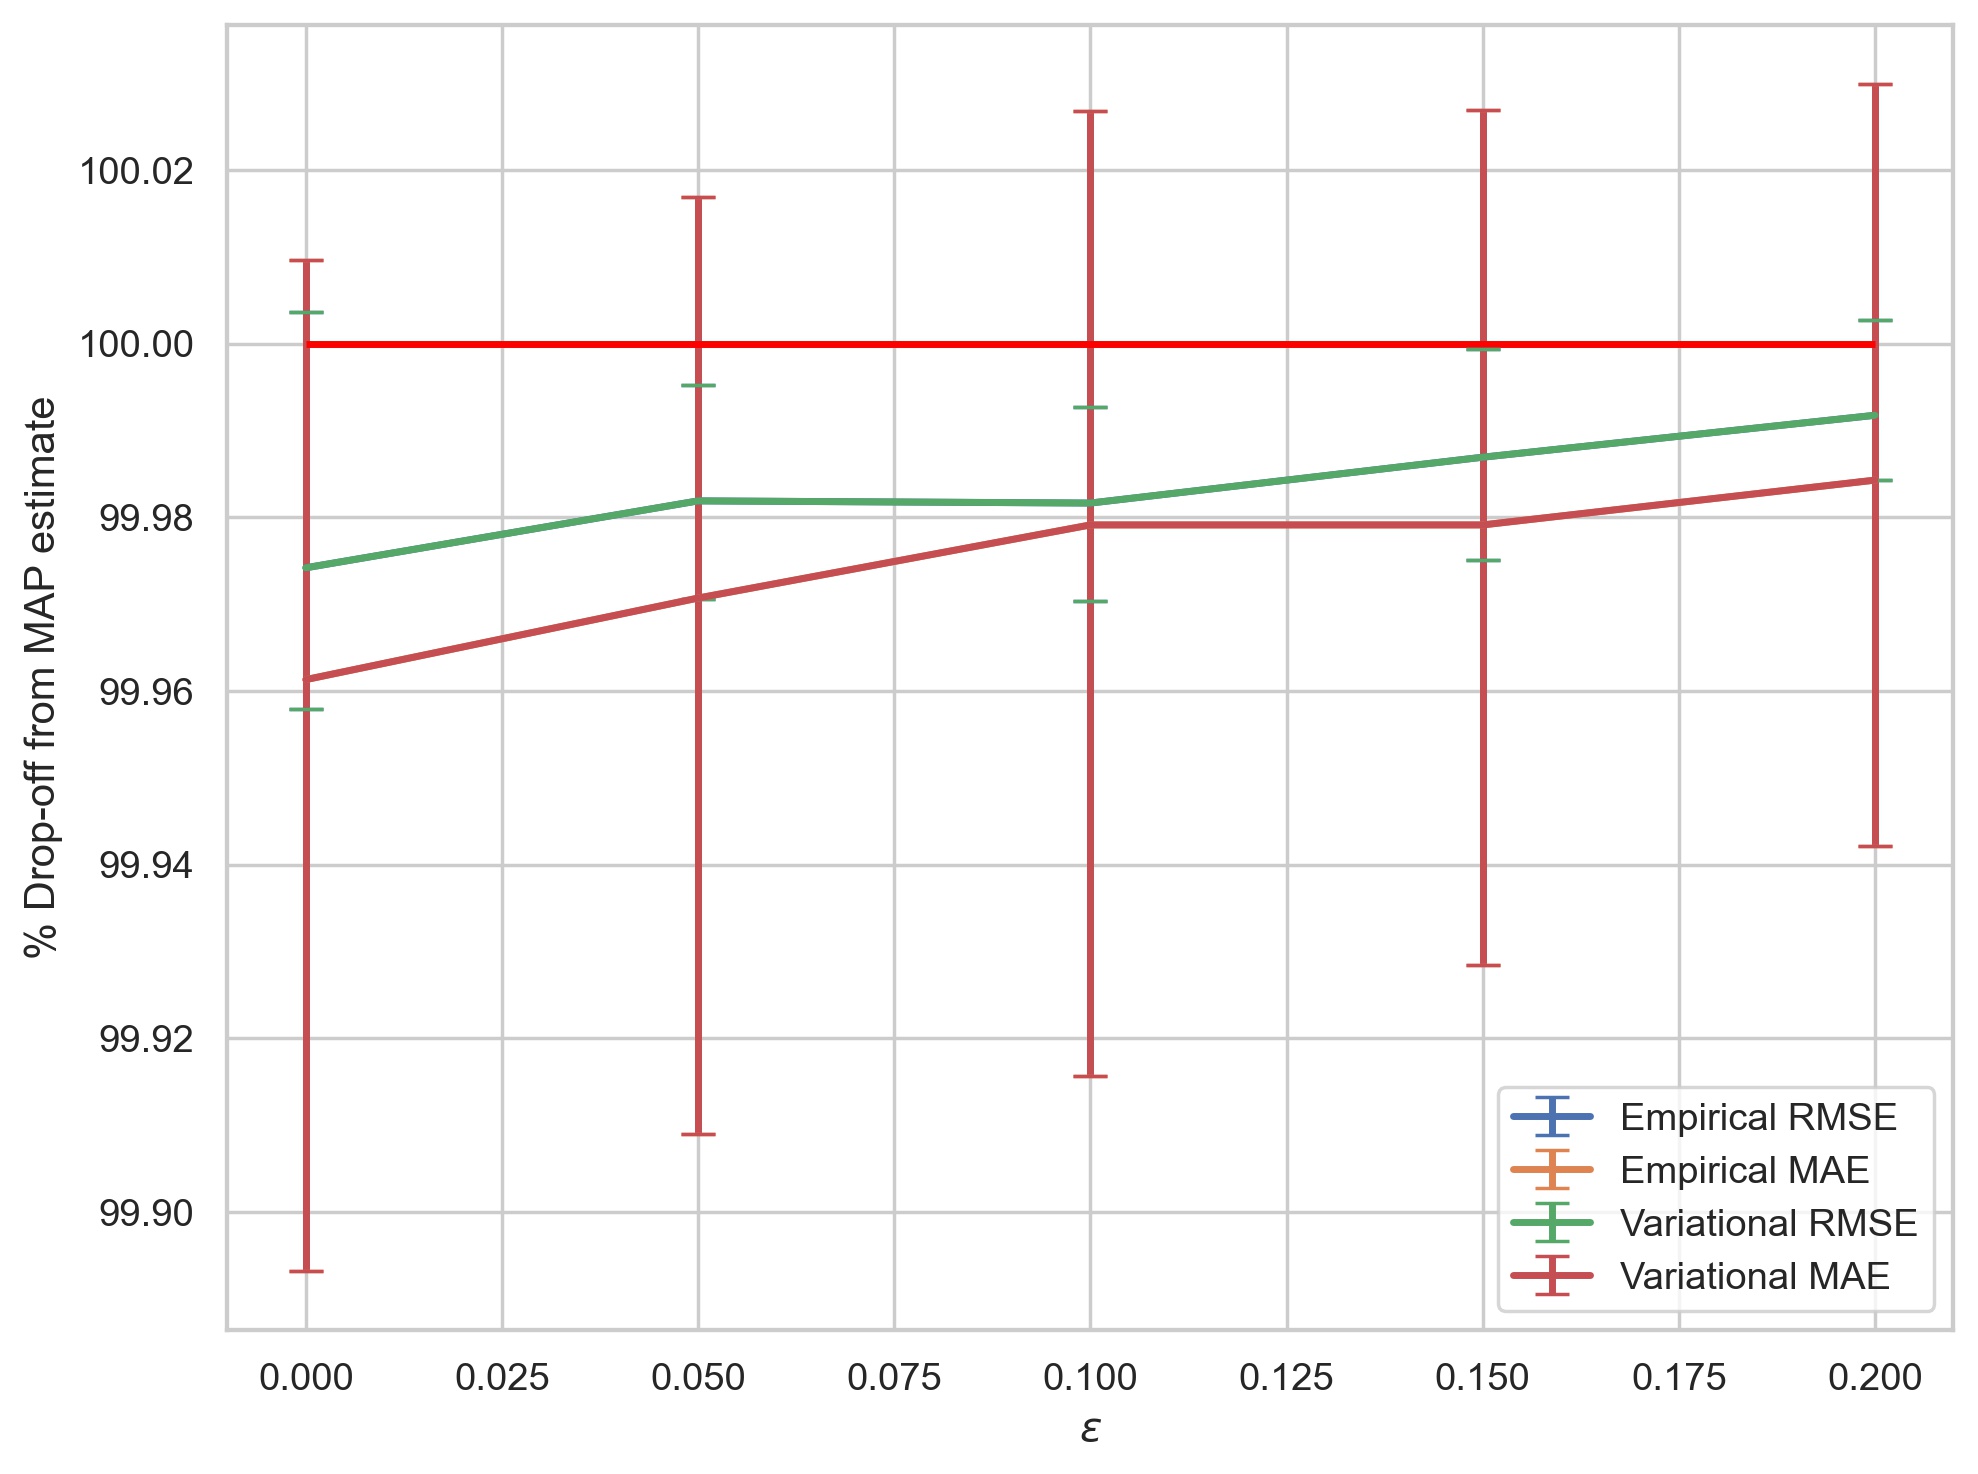 % Drop-off from MAP estimate
100.02
100.00
99.98
99.96
99.94
99.92
99.90
0.000
0.025
0.050
0.075
0.100
0.125
0.150
0.175
0.200
ε
Empirical RMSE
Empirical MAE
Variational RMSE
Variational MAE